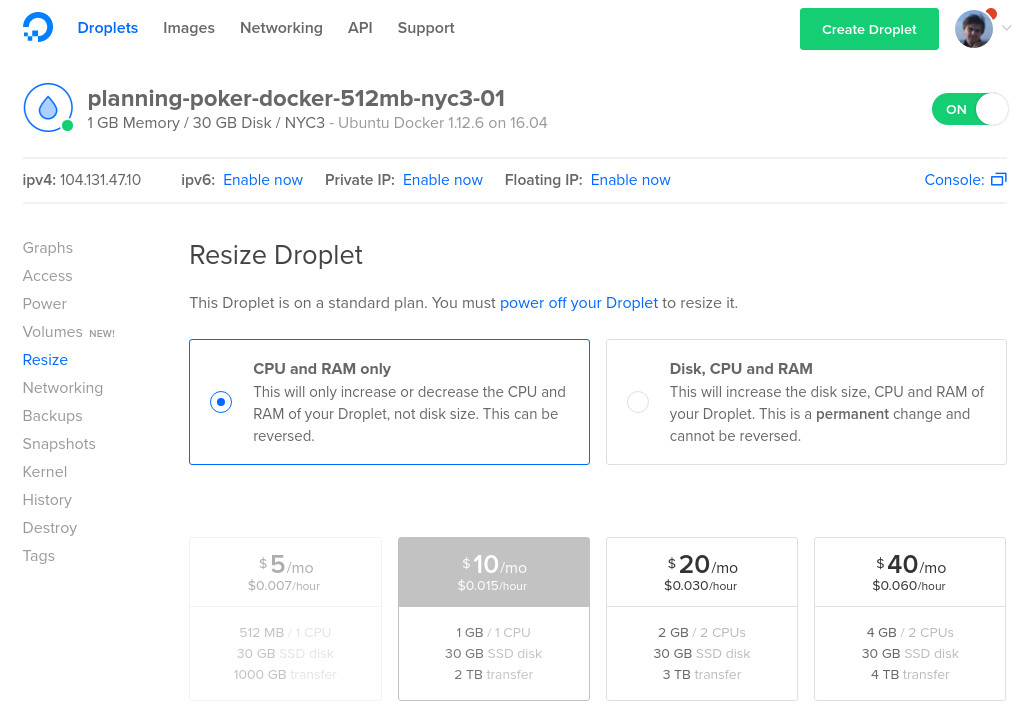 Droplets Images Networking API Support Create Droplet
planning-poker-docker-512mb-nyc3-01
1 GB Memory / 30 GB Disk / NYC3 - Ubuntu Docker 1.12.6 on 16.04
ON
ipv4: 104.131.47.10 ipv6: Enable now Private IP: Enable now Floating IP: Enable now Console:
Graphs
Access
Power
Volumes NEW!
Resize
Networking
Backups
Snapshots
Kernel
History
Destroy
Tags
Resize Droplet
This Droplet is on a standard plan. You must power off your Droplet to resize it.
CPU and RAM only
This will only increase or decrease the CPU and
RAM of your Droplet, not disk size. This can be
reversed.
Disk, CPU and RAM
This will increase the disk size, CPU and RAM of
your Droplet. This is a permanent change and
cannot be reversed.
$5/mo
$0.007/hour
512 MB / 1 CPU
30 GB SSD disk
1000 GB transfer
$10/mo
$0.015/hour
1 GB / 1 CPU
30 GB SSD disk
2 TB transfer
$20/mo
$0.030/hour
2 GB / 2 CPUs
30 GB SSD disk
3 TB transfer
$40/mo
$0.060/hour
4 GB / 2 CPUs
30 GB SSD disk
4 TB transfer